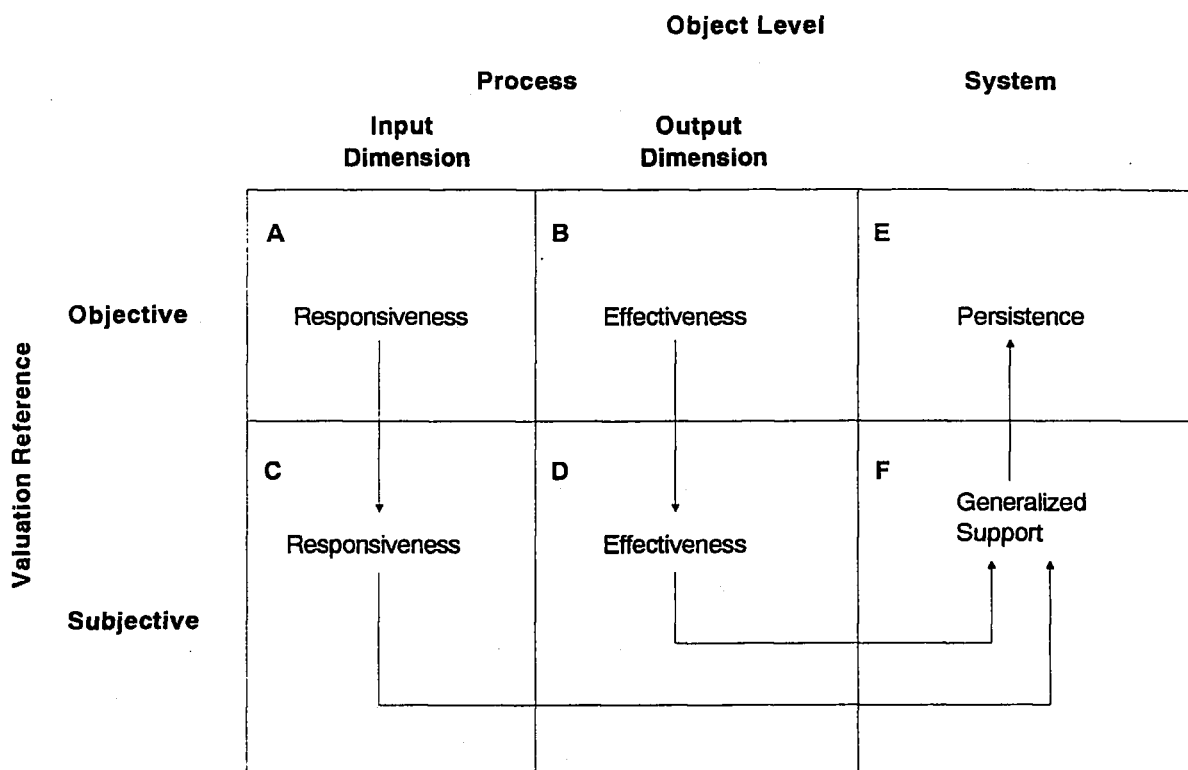 Object Level
Process System
Input Output
Dimension Dimension
A B E
Objective Responsiveness Effectiveness Persistence
Valuation Reference
C D F
Generalized
Support
Responsiveness Effectiveness
Subjective